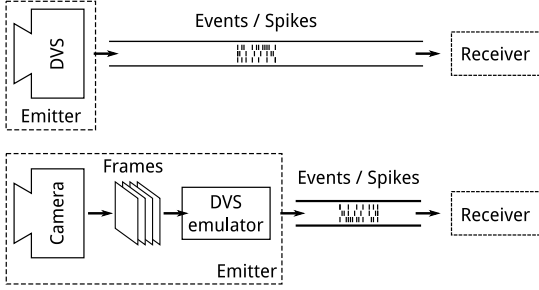 Events / Spikes
DVS
Receiver
Emitter
Frames
Events / Spikes
Camera
DVS
emulator
Receiver
Emitter